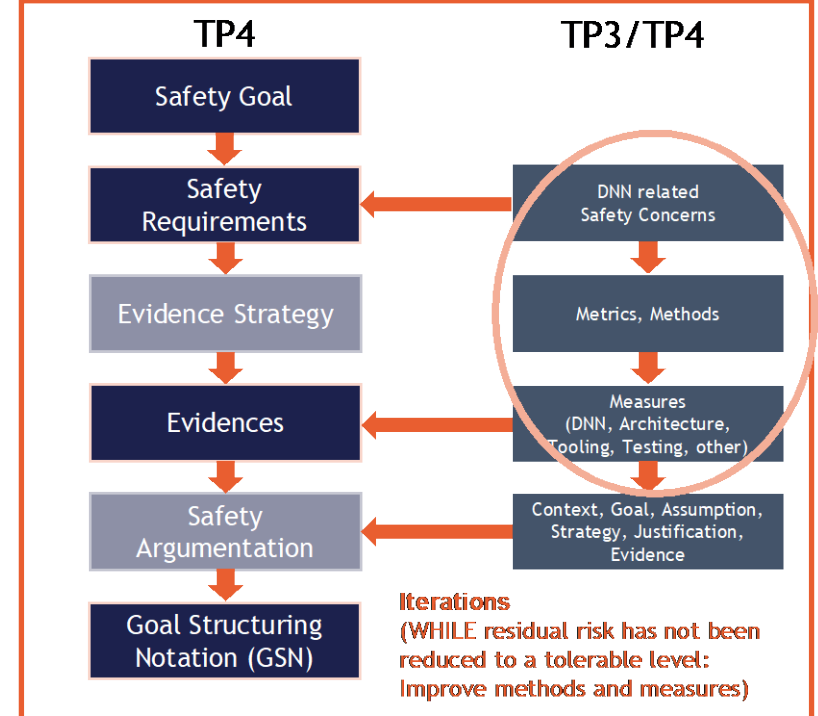 TP4
TP3/TP4
Safety Goal
Safety
Requirements
Evidence Strategy
Evidences
Safety
Argumentation
Goal Structuring
Notation (GSN)
DNN related
Safety Concerns
Metrics, Methods
Measures
(DNN, Architecture,
Tooling, Testing, other)
Context, Goal, Assumption,
Strategy, Justification,
Evidence
Iterations
(WHILE residual risk has not been
reduced to a tolerable level:
Improve methods and measures)